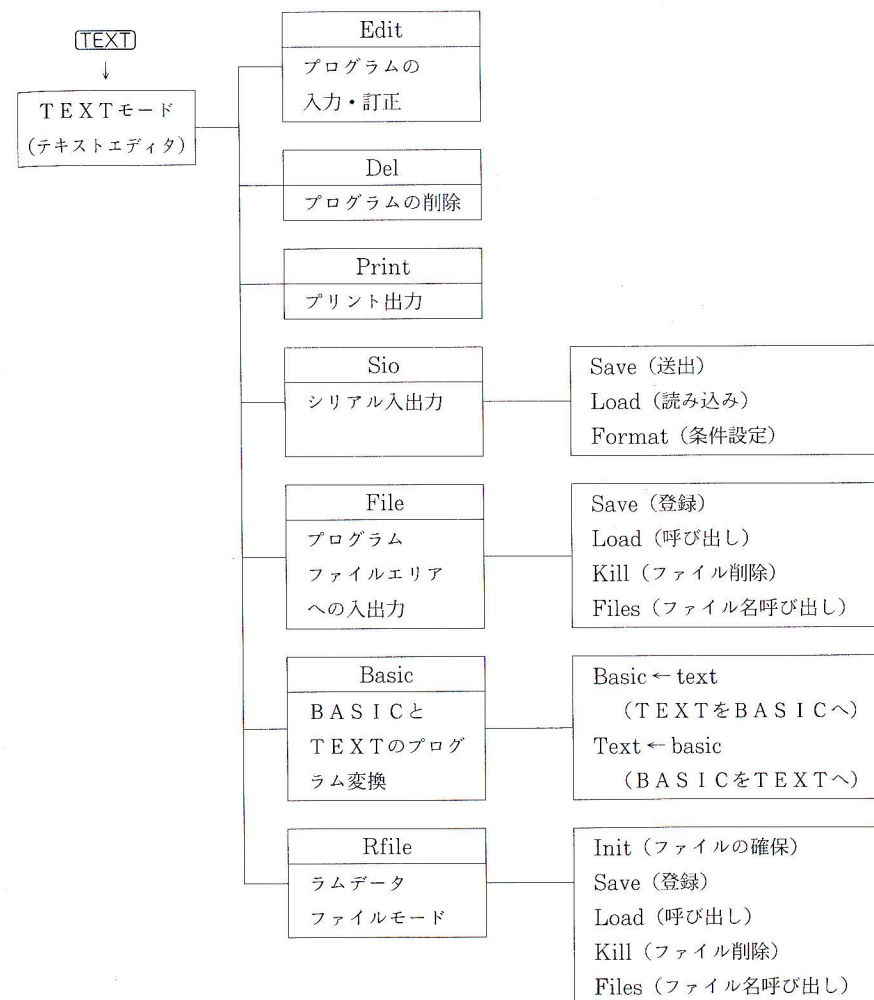 TEXT
↓
ＴＥＸＴモード
(テキストエディタ)
Edit
プログラムの
入力・訂正
Del
プログラムの削除
Print
プリント出力
Sio
シリアル入出力
Save（送出）
Load（読み込み）
Format（条件設定）
File
プログラム
ファイルエリア
への入出力
Save（登録）
Load（呼び出し）
Kill（ファイル削除）
Files（ファイル名呼び出し）
Basic
ＢＡＳＩＣと
ＴＥＸＴのプログ
ラム変換
Basic←text
（ＴＥＸＴをＢＡＳＩＣへ）
Text←basic
（ＢＡＳＩＣをＴＥＸＴへ）
Rfile
ラムデータ
ファイルモード
Init（ファイルの確保）
Save（登録）
Load（呼び出し）
Kill（ファイル削除）
Files（ファイル名呼び出し）